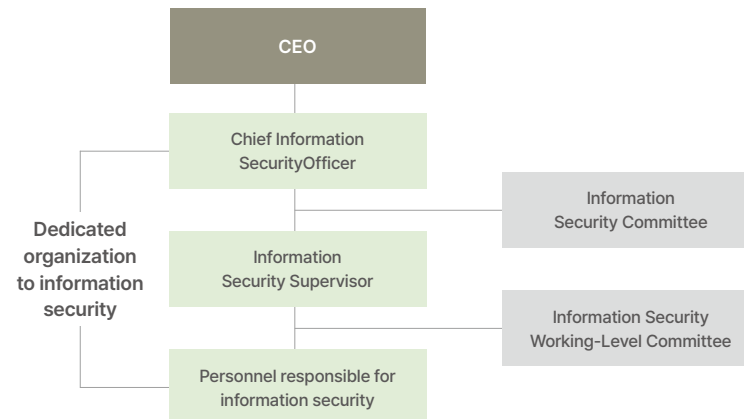 CEO
Chief Information
SecurityOfficer
Information
Security Committee
Dedicated
organization
to information
security
Information
Security Supervisor
Information Security
Working-Level Committee
Personnel responsible for
information security